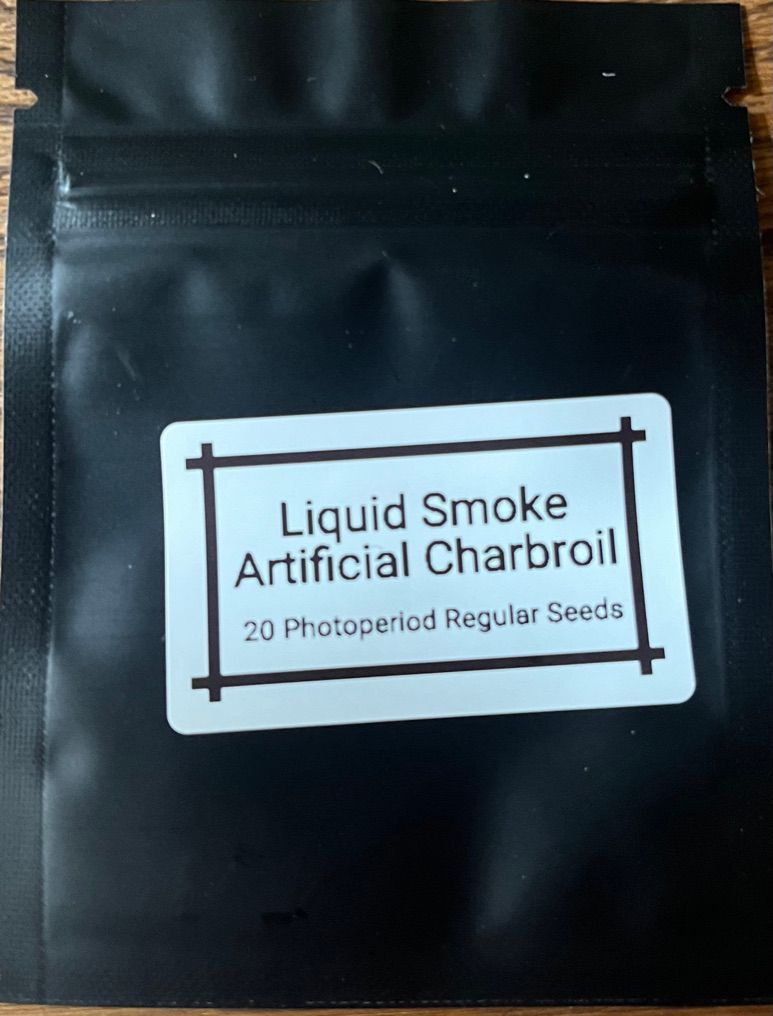 Liquid Smoke
Artificial Charbroil
20 Photoperiod Regular Seeds